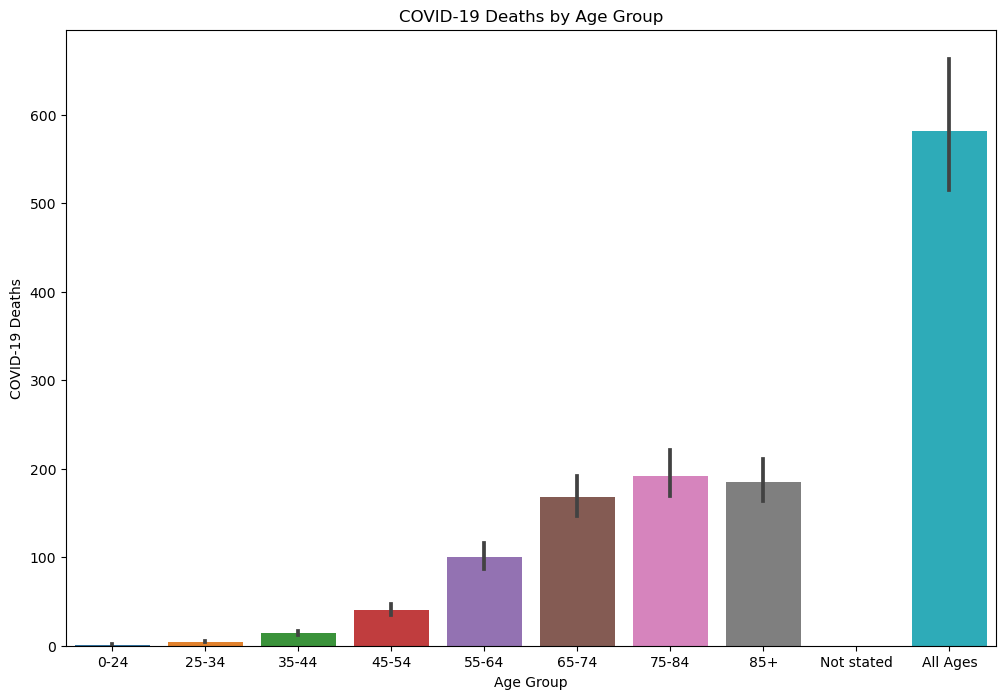 COVID-19 Deaths by Age Group
COVID-19 Deaths
600
500
400
300
200
100
0
0-24 25-34 35-44 45-54 55-64 65-74 75-84 85+ Not stated All Ages
Age Group